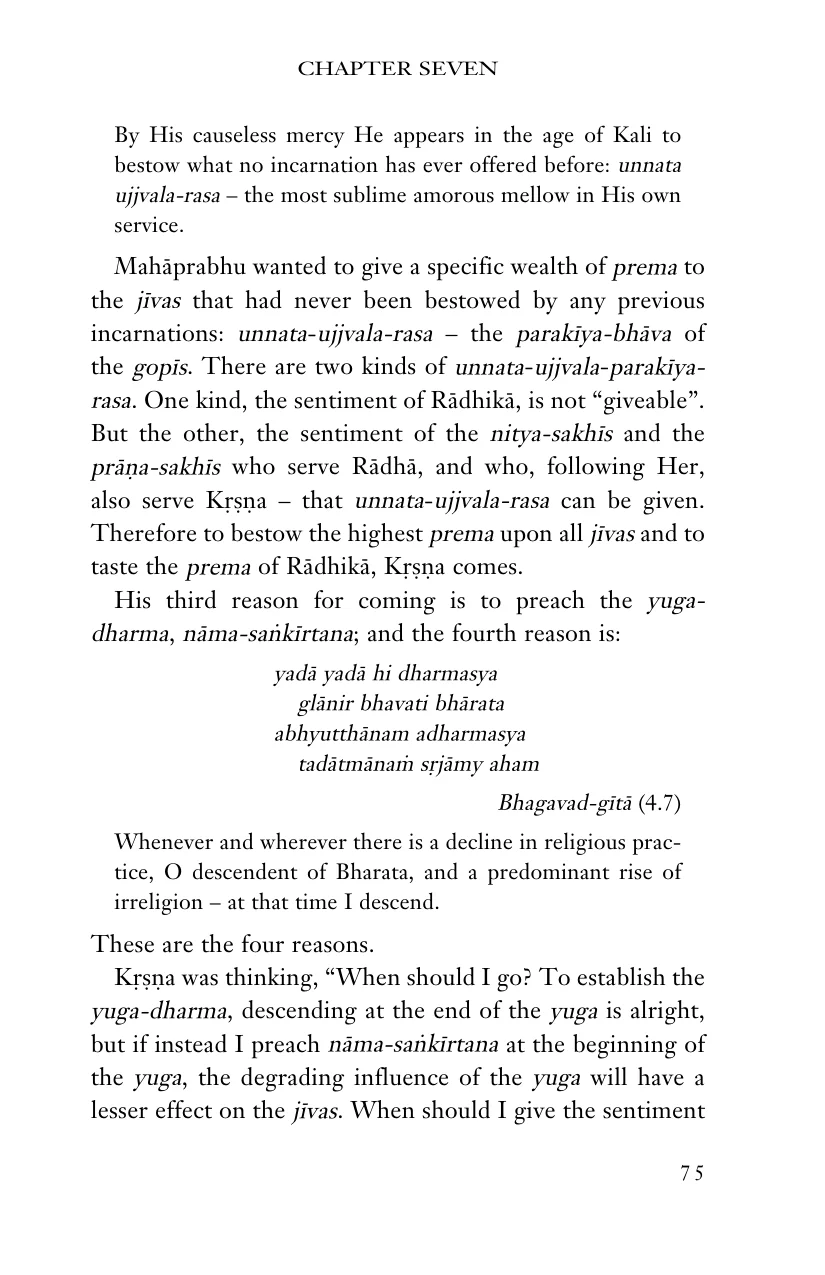 CHAPTER SEVEN
By His causeless mercy He appears in the age of Kali to
bestow what no incarnation has ever offered before: unnata
ujjvala-rasa – the most sublime amorous mellow in His own
service.
Mahāprabhu wanted to give a specific wealth of prema to
the jīvas that had never been bestowed by any previous
incarnations: unnata-ujjvala-rasa – the parakīya-bhāva of
the gopīs. There are two kinds of unnata-ujjvala-parakīya-
rasa. One kind, the sentiment of Rādhikā, is not “giveable”.
But the other, the sentiment of the nitya-sakhīs and the
prāṇa-sakhīs who serve Rādhā, and who, following Her,
also serve Kṛṣṇa – that unnata-ujjvala-rasa can be given.
Therefore to bestow the highest prema upon all jīvas and to
taste the prema of Rādhikā, Kṛṣṇa comes.
His third reason for coming is to preach the yuga-
dharma, nāma-saṅkīrtana; and the fourth reason is:
yadā yadā hi dharmasya
glānir bhavati bhārata
abhyutthānam adharmasya
tadātmānaṁ sṛjāmy aham
Bhagavad-gītā (4.7)
Whenever and wherever there is a decline in religious prac-
tice, O descendent of Bharata, and a predominant rise of
irreligion – at that time I descend.
These are the four reasons.
Kṛṣṇa was thinking, “When should I go? To establish the
yuga-dharma, descending at the end of the yuga is alright,
but if instead I preach nāma-saṅkīrtana at the beginning of
the yuga, the degrading influence of the yuga will have a
lesser effect on the jīvas. When should I give the sentiment
75